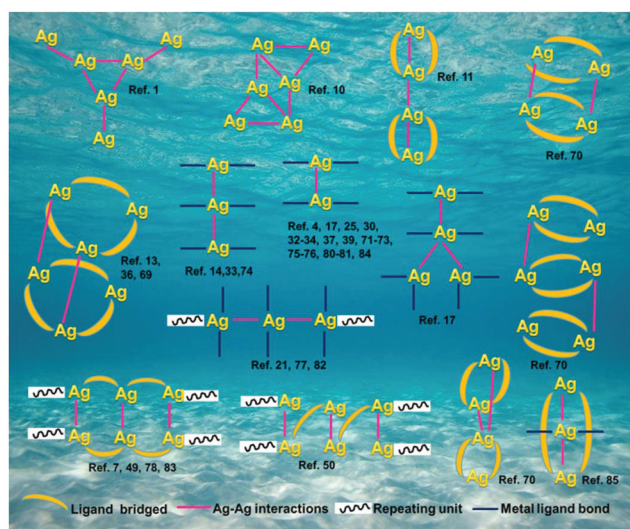 Ag Ag
Ag Ag
Ag
Ag
Ref. 1
Ag Ag
Ag
Ag
Ag Ag
Ref. 10
Ag
Ag
Ag
Ag
Ref. 11
Ag
Ag
Ag
Ag
Ref. 70
Ag
Ag
Ag
Ag
Ag
Ref. 13,
36, 69
Ag
Ag
Ag
Ref. 14,33,74
Ag
Ag
Ref. 4, 17, 25, 30,
32-34, 37, 39, 71-73,
75-76, 80-81, 84
Ag
Ag
Ag Ag
Ref. 17
Ag
Ag
Ag
Ag
Ag
Ag
Ref. 70
Ag Ag Ag
Ref. 21, 77, 82
Ag Ag Ag
Ag Ag Ag
Ref. 7, 49, 78, 83
Ag Ag Ag
Ag Ag Ag
Ref. 50
Ag
Ag
Ag
Ag
Ref. 70
Ag
Ag
Ag
Ref. 85
Ligand bridged Ag-Ag interactions Repeating unit Metal ligand bond